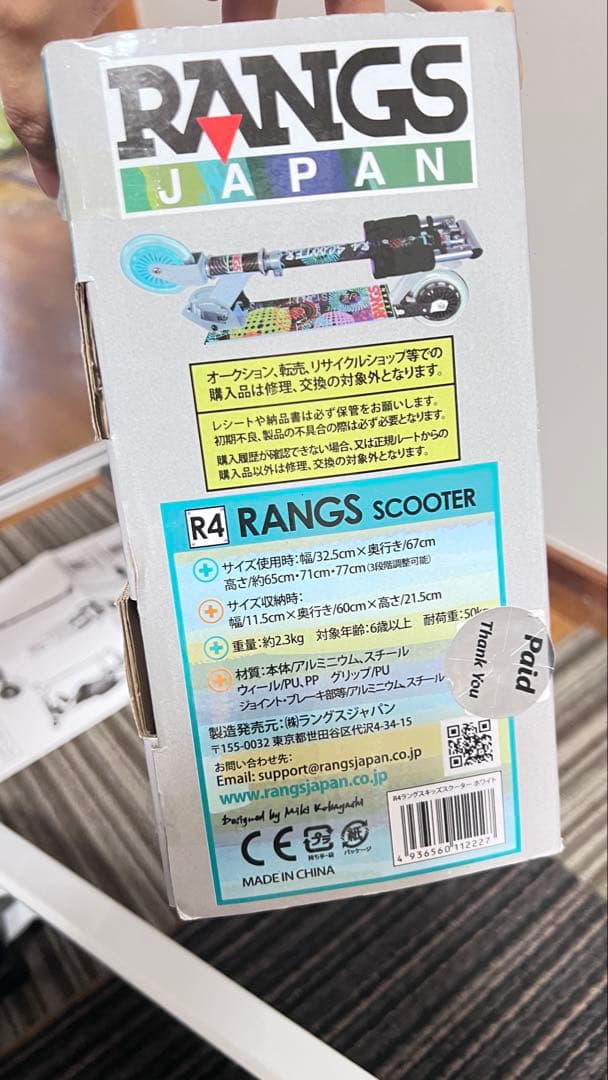 RANGS
JAPAN
オークション、転売、リサイクルショップ等での
購入品は修理、交換の対象外となります。
レシートや納品書は必ず保管をお願いします。
初期不良、製品の不具合の際は必ず必要となります。
購入履歴が確認できない場合、又は正規ルートからの
購入品以外は修理、交換の対象外となります。
R4 RANGS SCOOTER
サイズ使用時：幅/32.5cm×奥行き/67cm
高さ/約65cm・71cm・77cm（3段階調整可能）
サイズ収納時：
幅/11.5cm×奥行/60cm×高さ/21.5cm
重量：約2.3kg 対象年齢：6歳以上 耐荷重：50kg
材質：本体/アルミニウム、スチール
ウィール/PU、PP グリップ/PU
ジョイント・ブレーキ部等/アルミニウム、スチール
Paid
Thank You
製造発売元：㈱ラングスジャパン
〒155-0032 東京都世田谷区代沢4-34-15
お問い合わせ先：
Email: support@rangsjapan.co.jp
www.rangsjapan.co.jp
Designed by Miki Kobayashi
R4ラングスキッズスクーター ホワイト
4 936560 112227
CE
プラ
持ち手・袋
紙
パッケージ
MADE IN CHINA